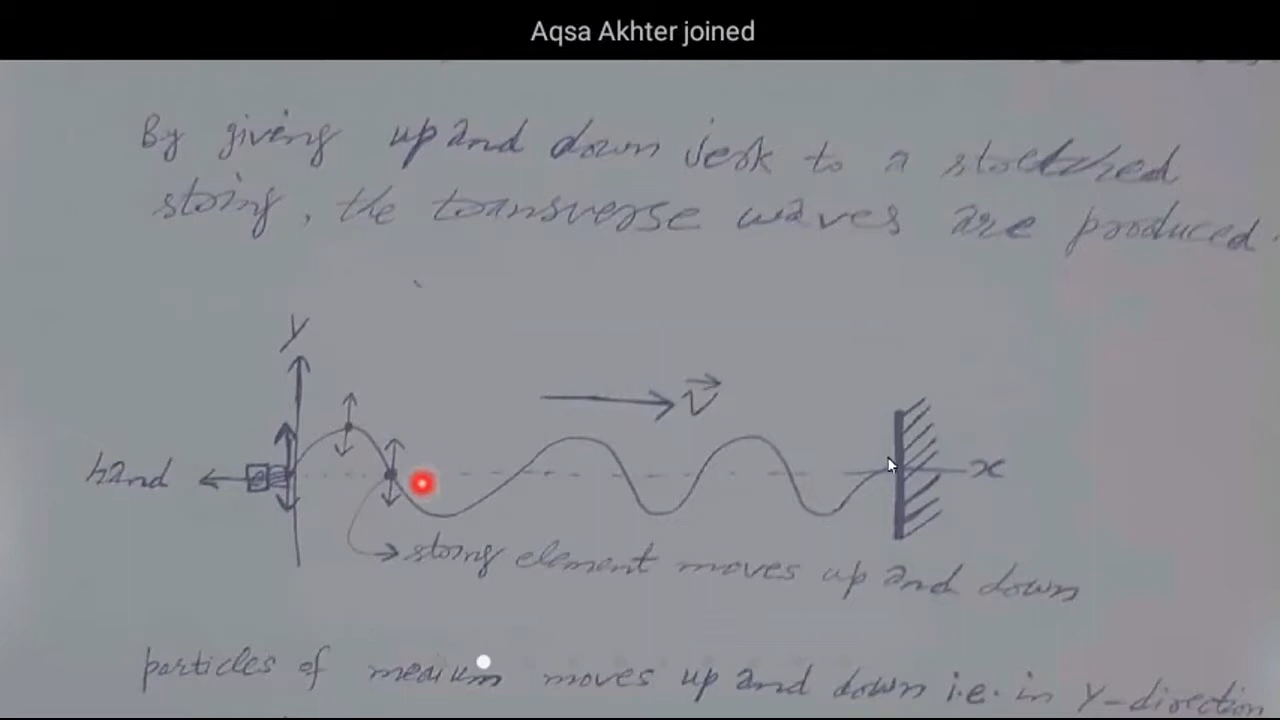 Aqsa Akhter joined
By giving up and down jerk to a stretched
string, the transverse waves are produced.
y
v
hand
x
string element moves up and down
particles of medium moves up and down i.e. in y-direction